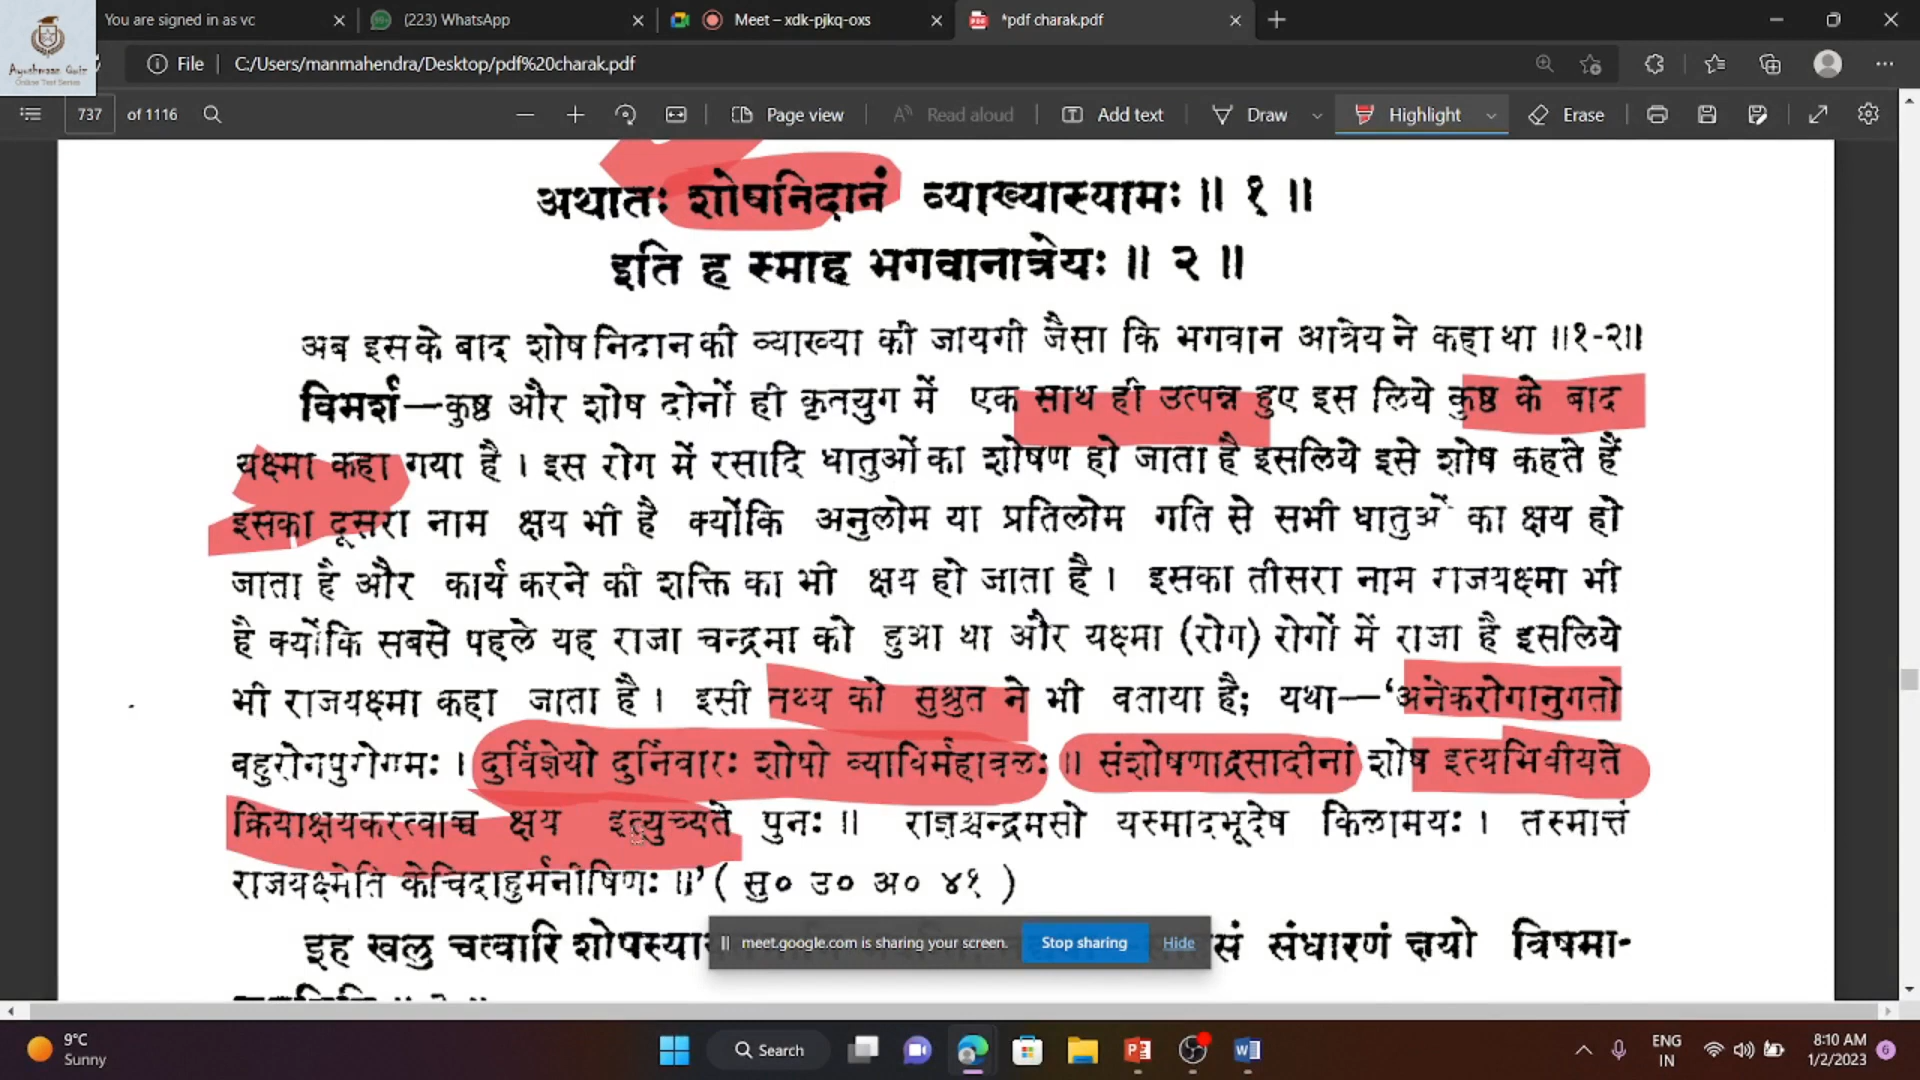 You are signed in as vc
(223) WhatsApp
Meet – xdk-pjkq-oxs
*pdf charak.pdf
Ayushmaan Quiz
Online Test Series
File
C:/Users/manmahendra/Desktop/pdf%20charak.pdf
737 of 1116
Page view
Read aloud
Add text
Draw
Highlight
Erase
अथातः शोषनिदानं व्याख्यास्यामः ॥ १ ॥
इति ह स्माह भगवानात्रेयः ॥ २ ॥
अब इसके बाद शोष निदान की व्याख्या की जायगी जैसा कि भगवान आत्रेय ने कहा था ॥१-२॥
विमर्श—कुष्ठ और शोष दोनों ही कृतयुग में एक साथ ही उत्पन्न हुए इस लिये कुष्ठ के बाद
यक्ष्मा कहा गया है । इस रोग में रसादि धातुओं का शोषण हो जाता है इसलिये इसे शोष कहते हैं
इसका दूसरा नाम क्षय भी है क्योंकि अनुलोम या प्रतिलोम गति से सभी धातुओं का क्षय हो
जाता है और कार्य करने की शक्ति का भी क्षय हो जाता है । इसका तीसरा नाम राजयक्ष्मा भी
है क्योंकि सबसे पहले यह राजा चन्द्रमा को हुआ था और यक्ष्मा (रोग) रोगों में राजा है इसलिये
भी राजयक्ष्मा कहा जाता है । इसी तथ्य को सुश्रुत ने भी बताया है; यथा—‘अनेकरोगानुगतो
बहुरोगपुरोगमः । दुर्विज्ञेयो दुर्निवारः शोषो व्याधिर्महाबलः ॥ संशोषणाद्रसादीनां शोष इत्यभिधीयते
क्रियाक्षयकरत्वाच्च क्षय इत्युच्यते पुनः ॥ राज्ञश्चन्द्रमसो यस्मादभूदेष किलामयः । तस्मात्तं
राजयक्ष्मेति केचिदाहुर्मनीषिणः ॥’ ( सु० उ० अ० ४१ )
इह खलु चत्वारि संधारणं क्षयो विषमा-
meet.google.com is sharing your screen.
Stop sharing
Hide
9°C
Sunny
Search
ENG
IN
8:10 AM
1/2/2023
6